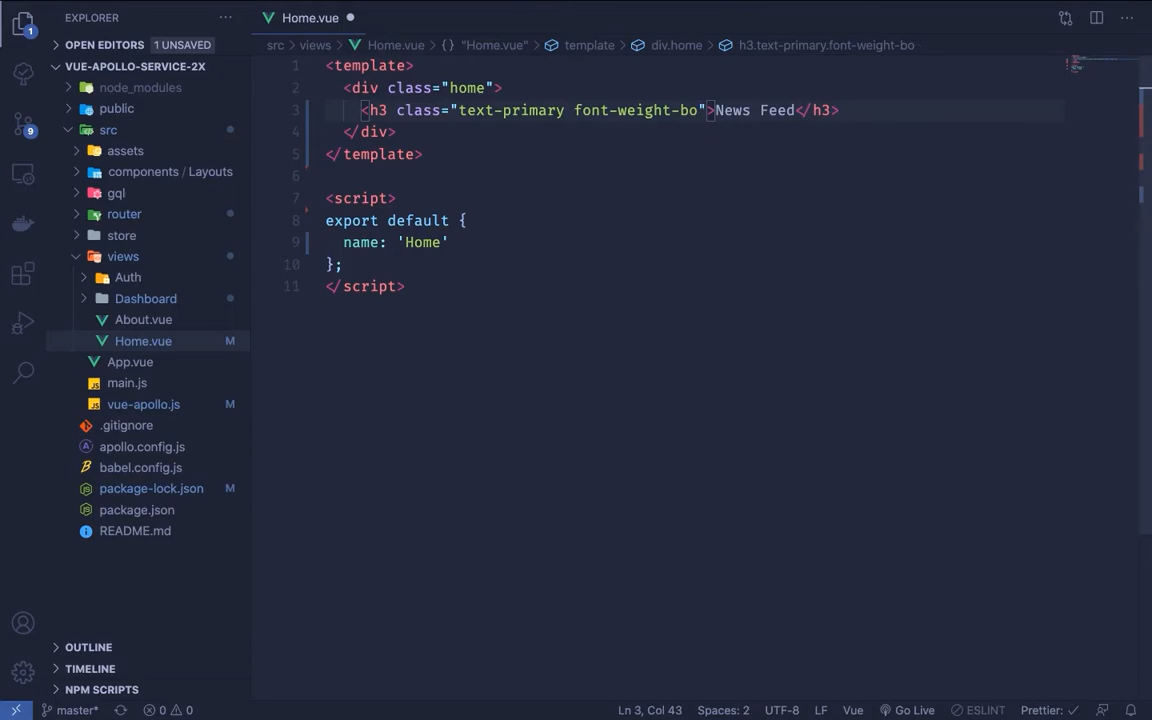 EXPLORER
Home.vue
OPEN EDITORS 1 UNSAVED
src views Home.vue {} "Home.vue" template div.home h3.text-primary.font-weight-bo
VUE-APOLLO-SERVICE-2X
1 <template>
node_modules
2 <div class="home">
public
3 <h3 class="text-primary font-weight-bo">News Feed</h3>
src
4 </div>
assets
5 </template>
components / Layouts
6
gql
7 <script>
router
8 export default {
store
9 name: 'Home'
views
10 };
Auth
11 </script>
Dashboard
About.vue
Home.vue M
App.vue
JS main.js
JS vue-apollo.js M
.gitignore
apollo.config.js
babel.config.js
package-lock.json M
package.json
README.md
OUTLINE
TIMELINE
NPM SCRIPTS
1
9
master* 0 0 Ln 3, Col 43 Spaces: 2 UTF-8 LF Vue Go Live ESLINT Prettier: